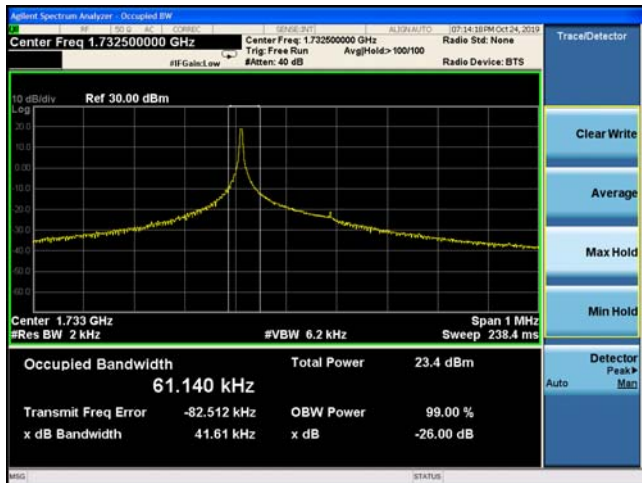 Agilent Spectrum Analyzer - Occupied BW
RF 50 Ω AC CORREC SENSE:INT ALIGN AUTO 07:14:18 PM Oct 24, 2019
Center Freq 1.732500000 GHz Center Freq: 1.732500000 GHz Radio Std: None Trace/Detector
Trig: Free Run Avg|Hold:> 100/100
#IFGain:Low #Atten: 40 dB Radio Device: BTS
10 dB/div Ref 30.00 dBm
Log
20.0
10.0
0.00
-10.0
-20.0
-30.0
-40.0
-50.0
-60.0
Clear Write
Average
Max Hold
Min Hold
Center 1.733 GHz Span 1 MHz
#Res BW 2 kHz #VBW 6.2 kHz Sweep 238.4 ms
Occupied Bandwidth Total Power 23.4 dBm
61.140 kHz
Transmit Freq Error -82.512 kHz OBW Power 99.00 %
x dB Bandwidth 41.61 kHz x dB -26.00 dB
Detector
Peak▶
Auto Man
MSG STATUS